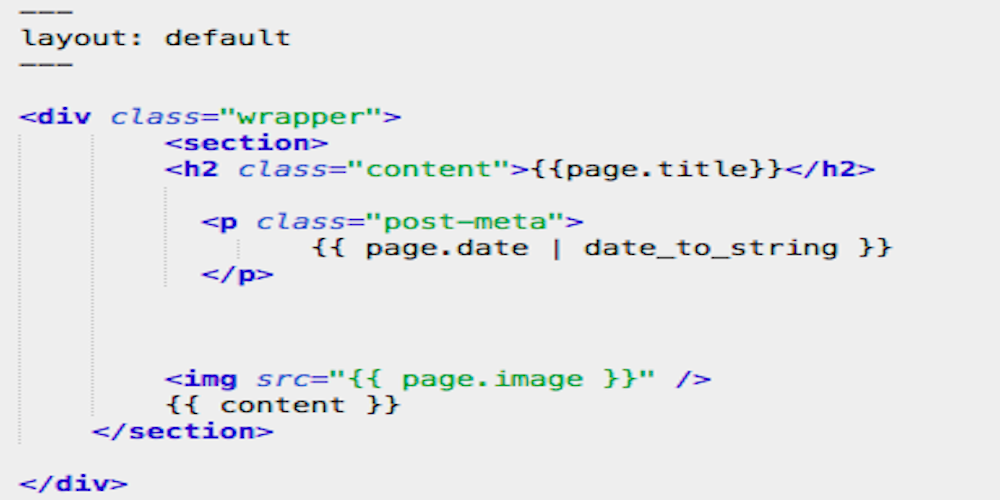 ---
layout: default
---
<div class="wrapper">
<section>
<h2 class="content">{{page.title}}</h2>
<p class="post-meta">
{{ page.date | date_to_string }}
</p>
<img src="{{ page.image }}" />
{{ content }}
</section>
</div>